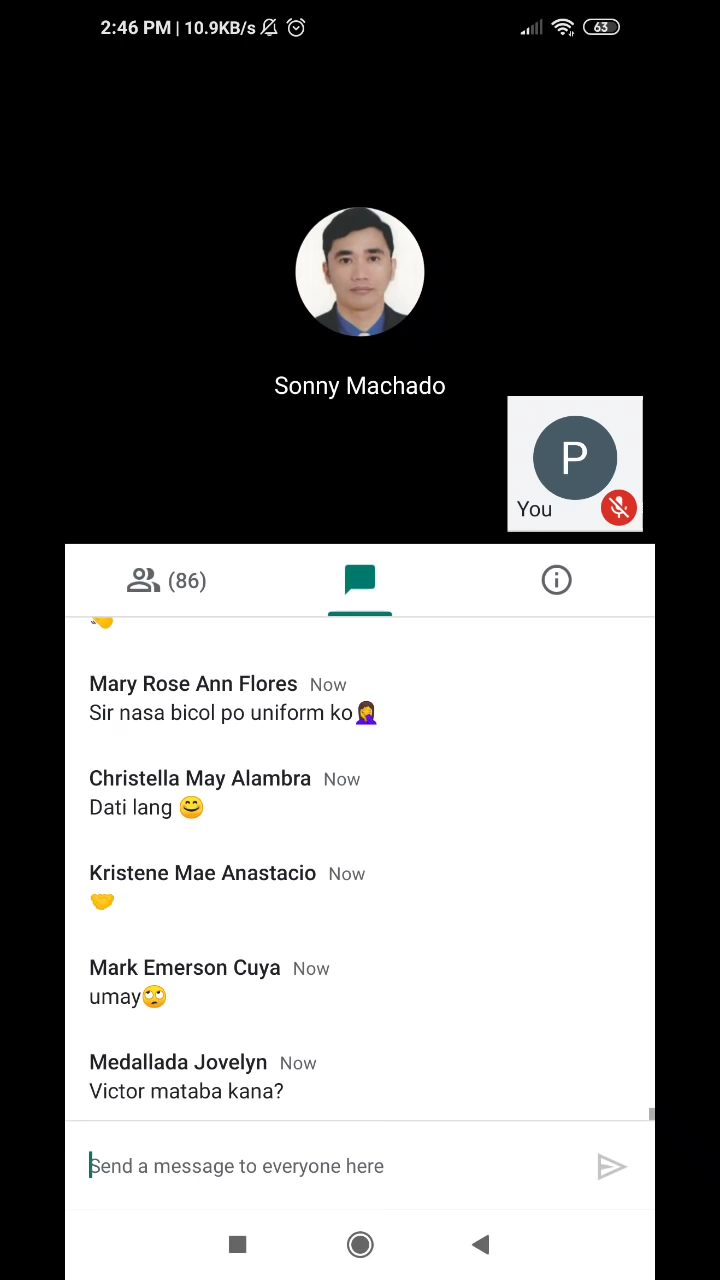 2:46 PM | 10.9KB/s
63
Sonny Machado
P
You
(86)
Mary Rose Ann Flores Now
Sir nasa bicol po uniform ko🤦‍♀️
Christella May Alambra Now
Dati lang 😊
Kristene Mae Anastacio Now
🤝
Mark Emerson Cuya Now
umay🙄
Medallada Jovelyn Now
Victor mataba kana?
Send a message to everyone here